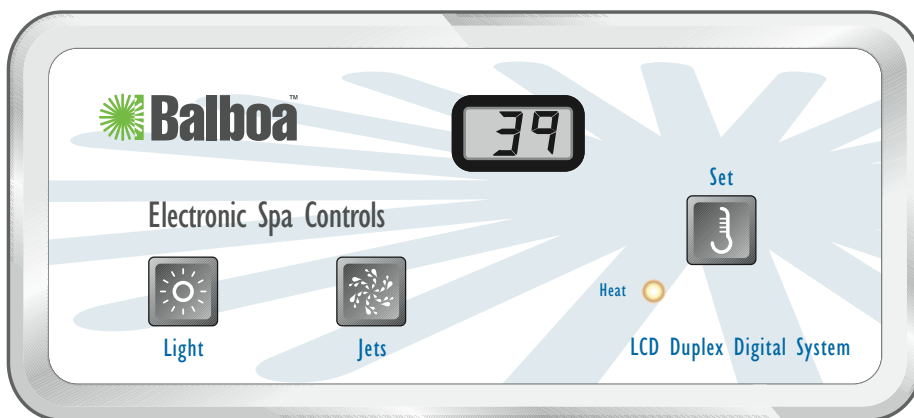 Balboa™
39
Set
Electronic Spa Controls
Heat
Light
Jets
LCD Duplex Digital System